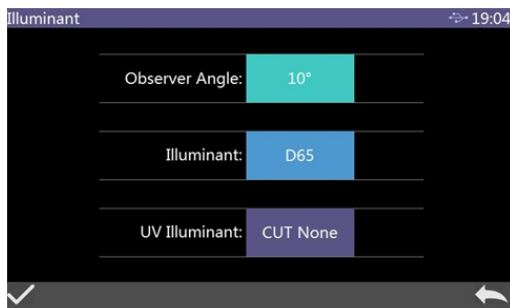 Illuminant 19:04
Observer Angle: 10°
Illuminant: D65
UV Illuminant: CUT None